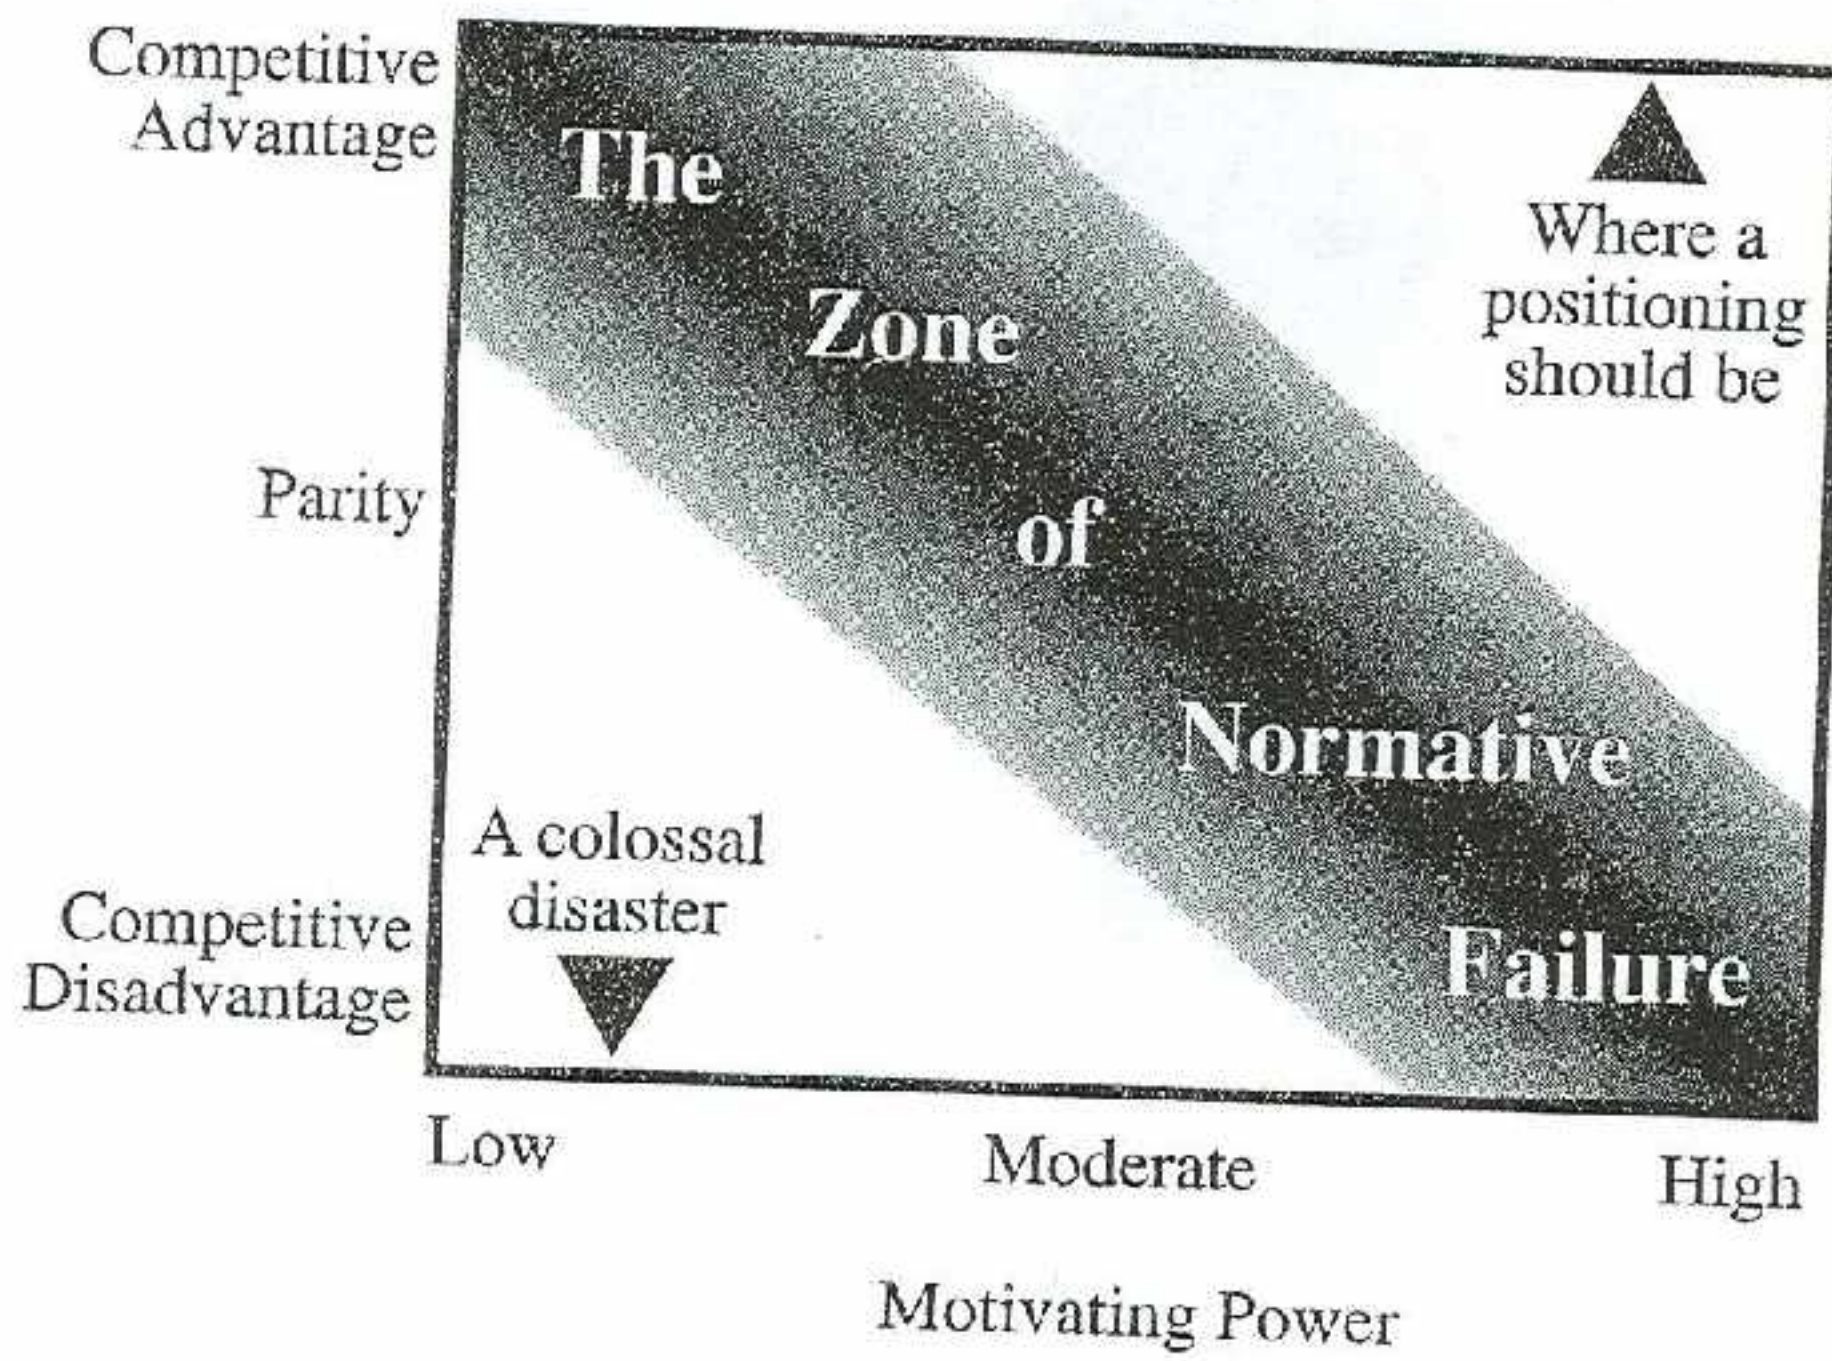 Competitive
Advantage
The
Zone
of
Normative
Failure
Where a
positioning
should be
Parity
A colossal
disaster
Competitive
Disadvantage
Low
Moderate
High
Motivating Power